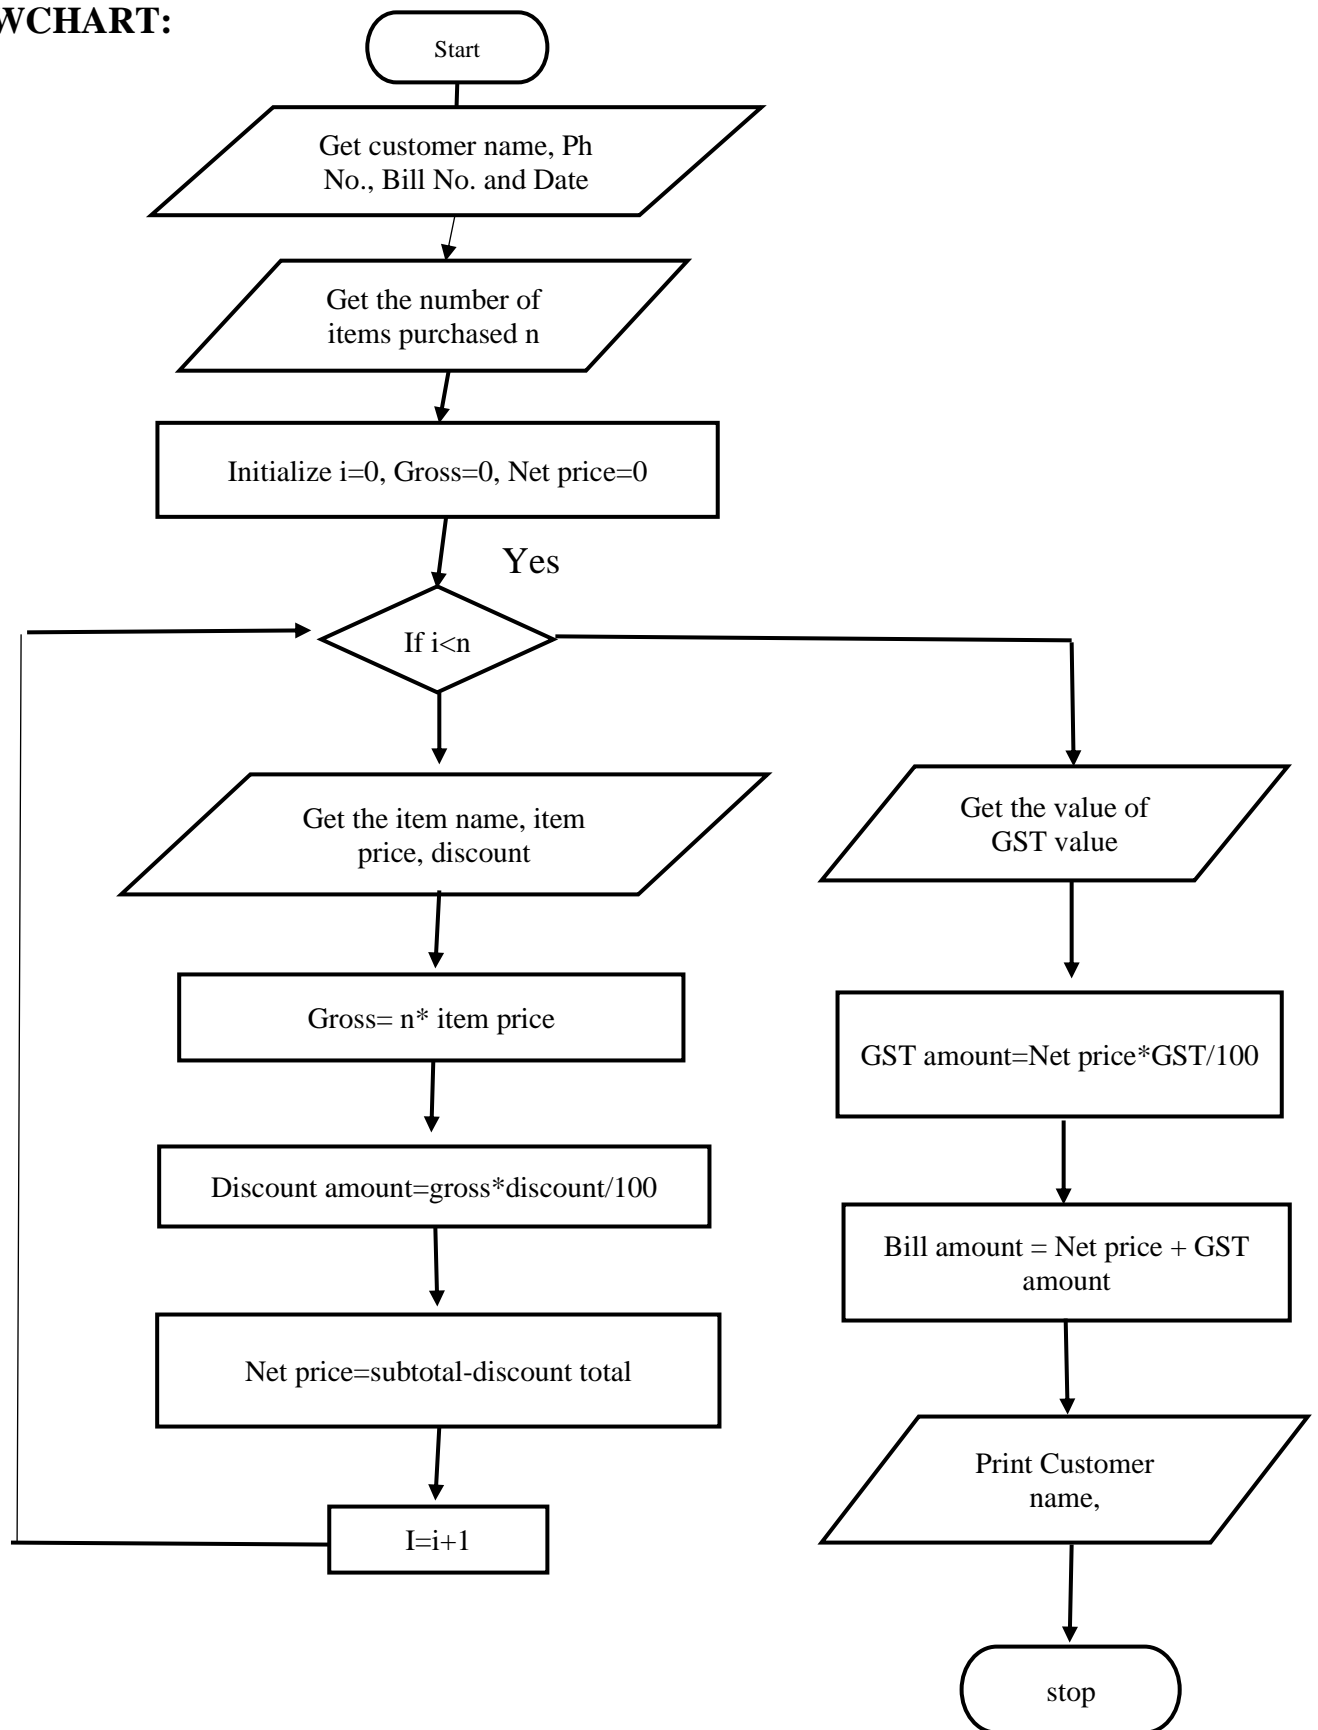 WCHART:
Start
Get customer name, Ph
No., Bill No. and Date
Get the number of
items purchased n
Initialize i=0, Gross=0, Net price=0
Yes
If i<n
Get the item name, item
price, discount
Gross= n* item price
Discount amount=gross*discount/100
Net price=subtotal-discount total
I=i+1
Get the value of
GST value
GST amount=Net price*GST/100
Bill amount = Net price + GST
amount
Print Customer
name,
stop